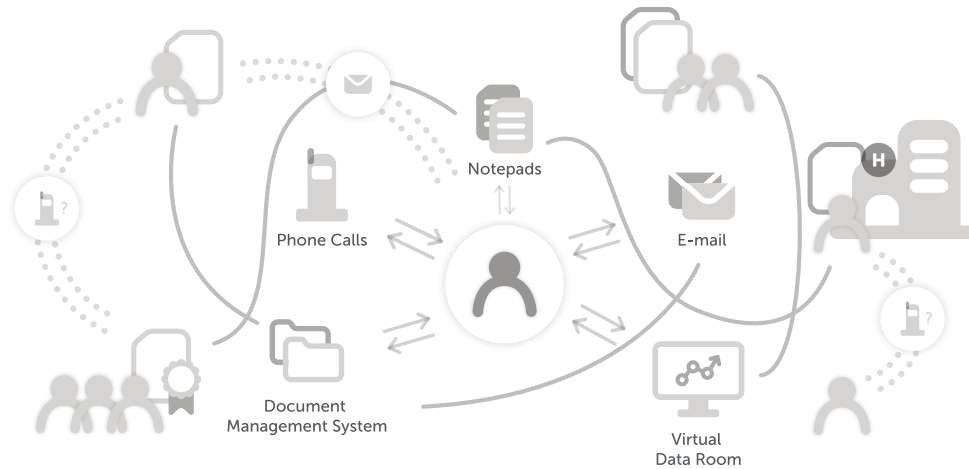 Notepads
H
?
Phone Calls
E-mail
?
Document
Management System
Virtual
Data Room